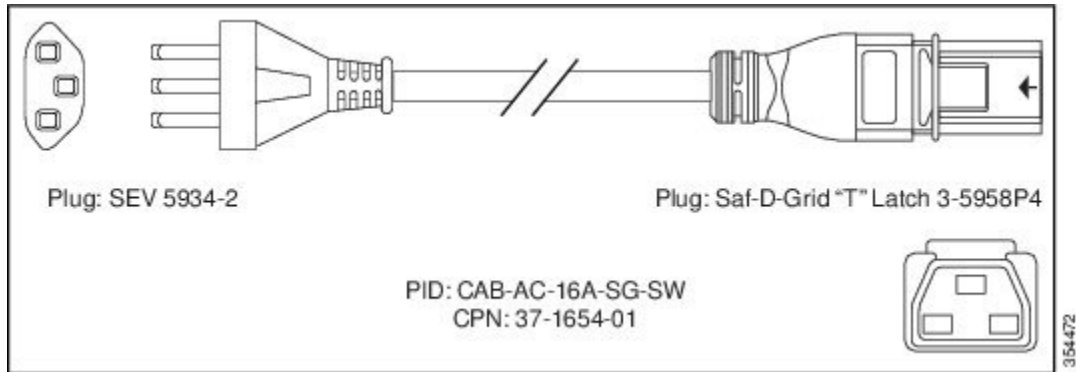 Plug: SEV 5934-2
Plug: Saf-D-Grid “T” Latch 3-5958P4
PID: CAB-AC-16A-SG-SW
CPN: 37-1654-01
354472